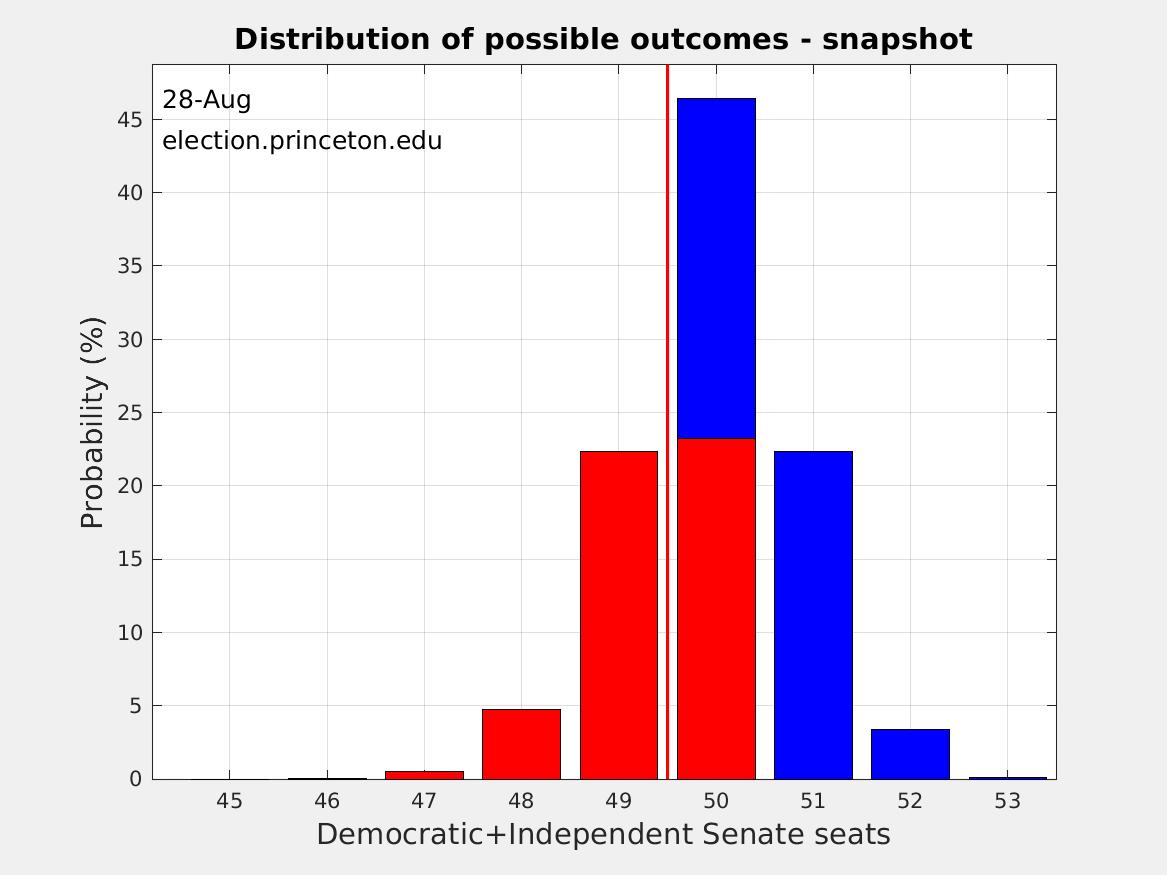 Distribution of possible outcomes - snapshot
28-Aug
election.princeton.edu
45
40
35
30
25
20
15
10
5
0
Probability (%)
45 46 47 48 49 50 51 52 53
Democratic+Independent Senate seats